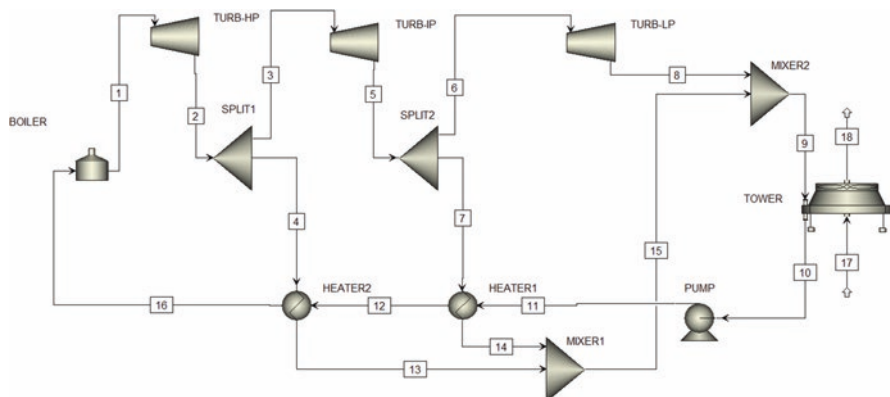 TURB-HP
TURB-IP
TURB-LP
MIXER2
BOILER
1
2
3
SPLIT1
5
6
SPLIT2
8
9
18
TOWER
4
7
15
17
10
16
HEATER2
12
HEATER1
11
PUMP
14
MIXER1
13